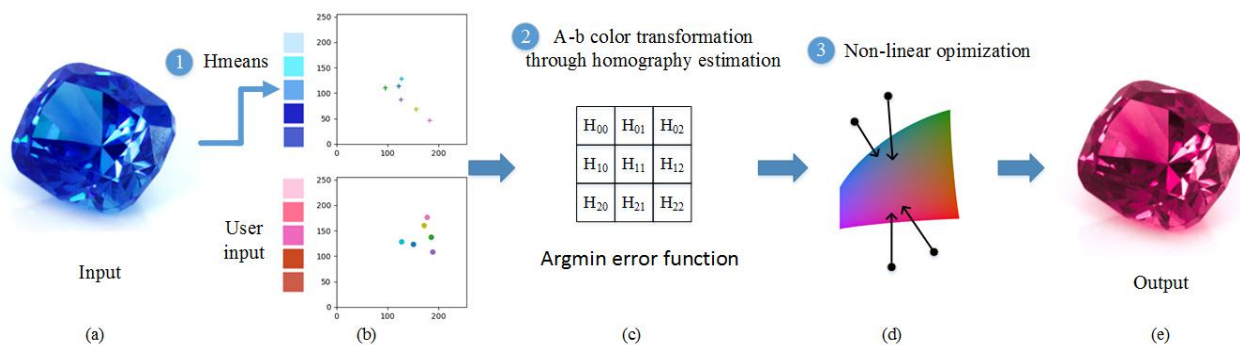 1 Hmeans
250
200
150
100
50
0
0 100 200
User
input
250
200
150
100
50
0
0 100 200
Input
2 A-b color transformation
through homography estimation
H00 H01 H02
H10 H11 H12
H20 H21 H22
Argmin error function
3 Non-linear opimization
Output
(a) (b) (c) (d) (e)